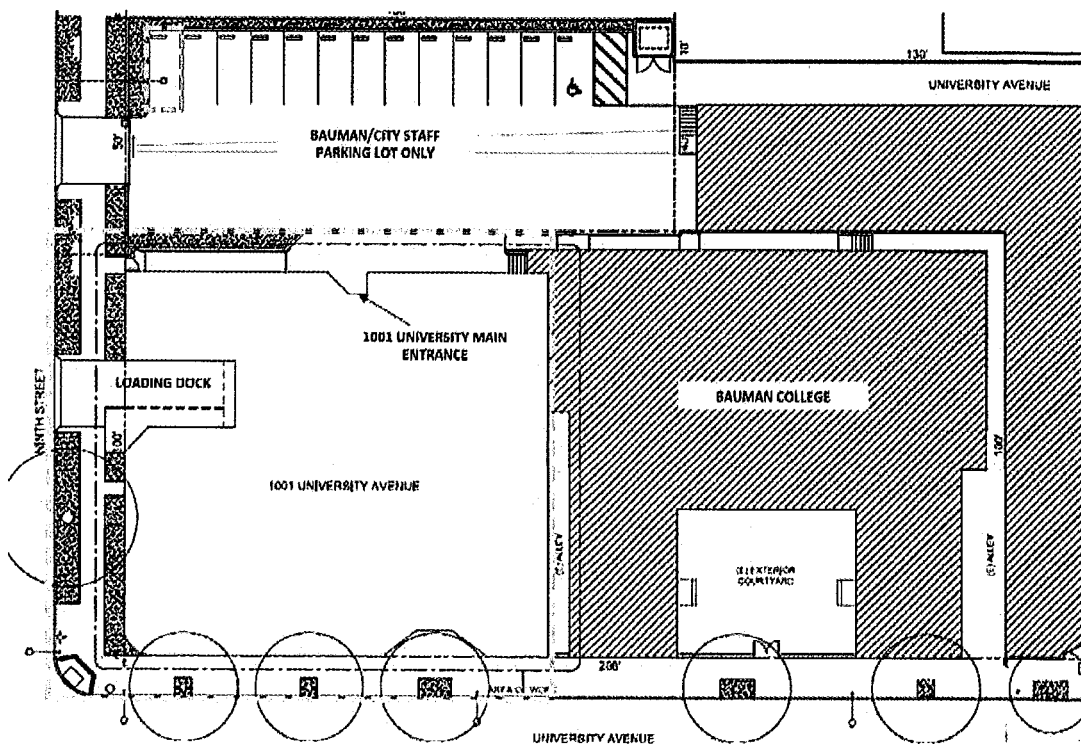 130'
UNIVERSITY AVENUE
BAUMAN/CITY STAFF
PARKING LOT ONLY
50'
1001 UNIVERSITY MAIN
ENTRANCE
LOADING DOCK
BAUMAN COLLEGE
NINTH STREET
100'
100'
1001 UNIVERSITY AVENUE
(E) ALLEY
(E) EXTERIOR
COURTYARD
(E) ALLEY
200'
UNIVERSITY AVENUE